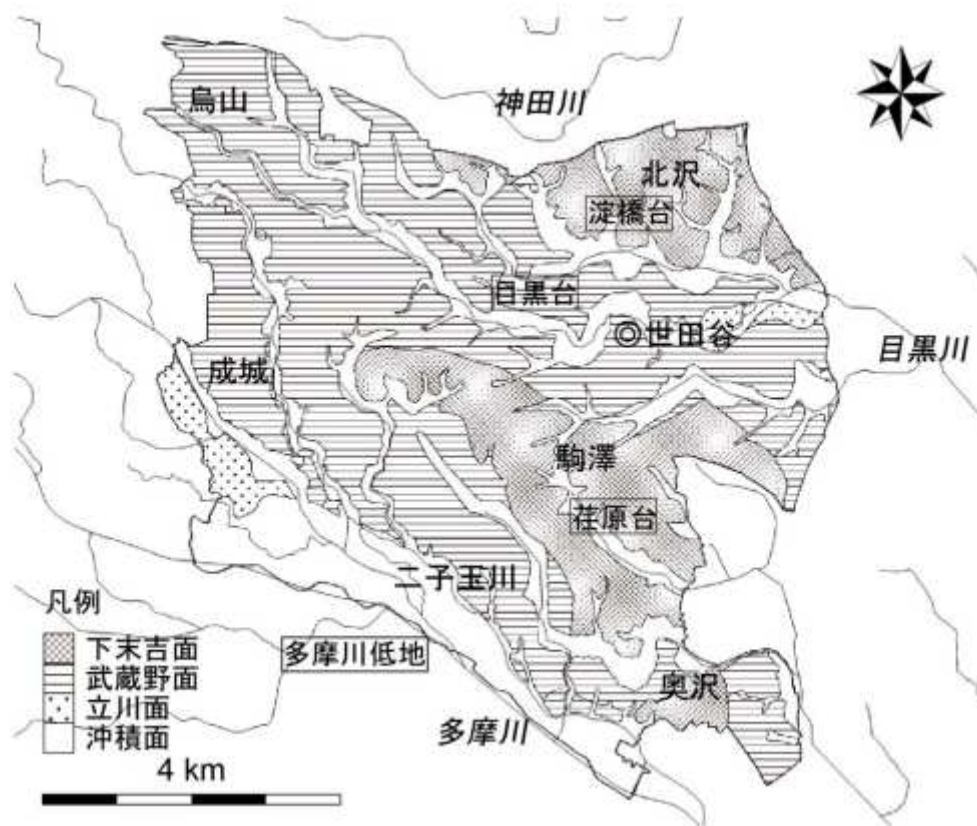 神田川
烏山
北沢
淀橋台
目黒台
世田谷
目黒川
成城
駒澤
荏原台
二子玉川
凡例
下末吉面
武蔵野面
立川面
沖積面
多摩川低地
奥沢
多摩川
4 km